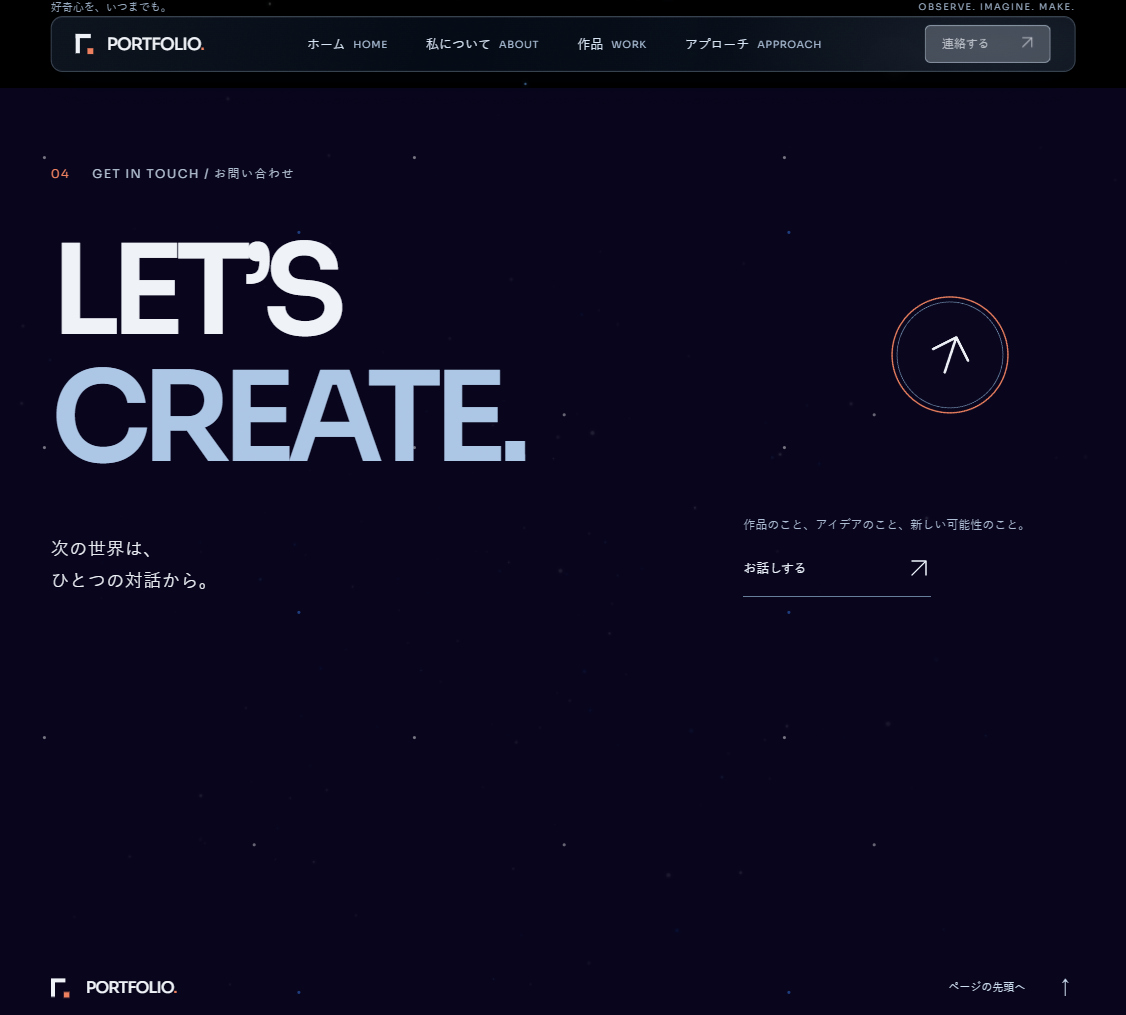 好奇心を、いつまでも。 OBSERVE. IMAGINE. MAKE.
PORTFOLIO. ホーム HOME 私について ABOUT 作品 WORK アプローチ APPROACH 連絡する
04 GET IN TOUCH / お問い合わせ
LET’S
CREATE.
次の世界は、
ひとつの対話から。
作品のこと、アイデアのこと、新しい可能性のこと。
お話しする
PORTFOLIO. ページの先頭へ